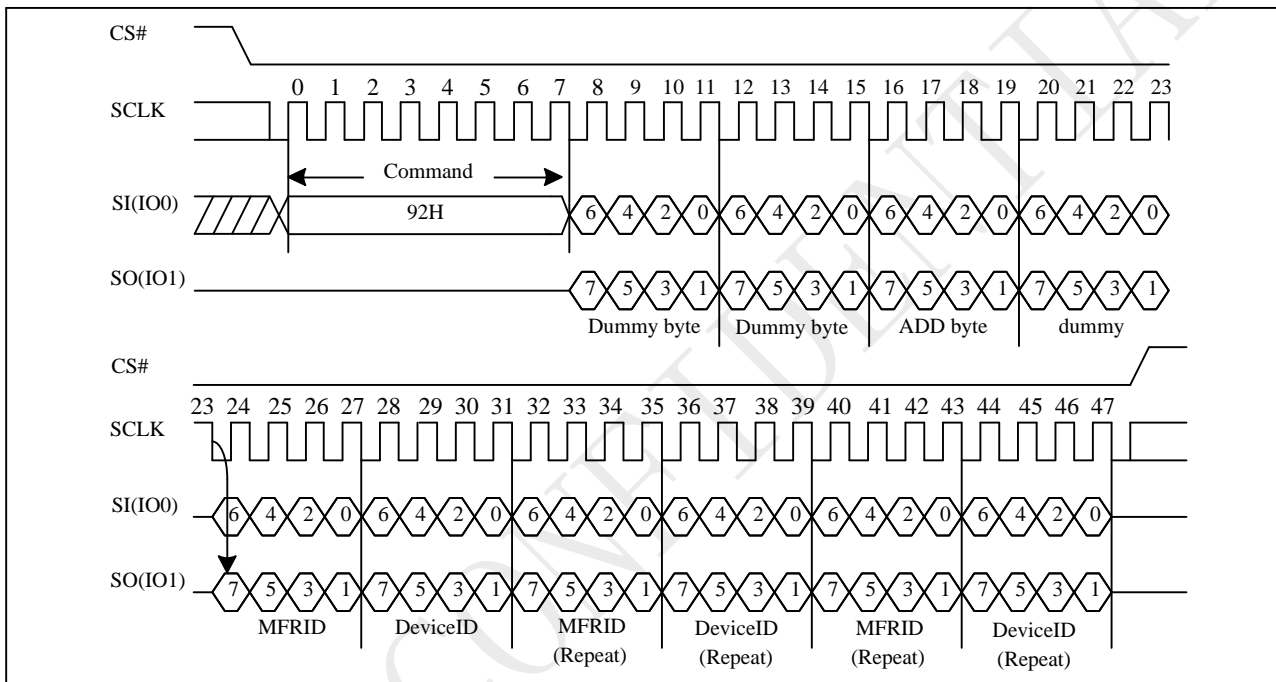 CS#
0 1 2 3 4 5 6 7 8 9 10 11 12 13 14 15 16 17 18 19 20 21 22 23
SCLK
Command
SI(IO0)
92H
6 4 2 0 6 4 2 0 6 4 2 0 6 4 2 0
SO(IO1)
7 5 3 1 7 5 3 1 7 5 3 1 7 5 3 1
Dummy byte Dummy byte ADD byte dummy
CS#
23 24 25 26 27 28 29 30 31 32 33 34 35 36 37 38 39 40 41 42 43 44 45 46 47
SCLK
SI(IO0)
6 4 2 0 6 4 2 0 6 4 2 0 6 4 2 0 6 4 2 0 6 4 2 0
SO(IO1)
7 5 3 1 7 5 3 1 7 5 3 1 7 5 3 1 7 5 3 1 7 5 3 1
MFRID DeviceID MFRID DeviceID MFRID DeviceID
(Repeat) (Repeat) (Repeat) (Repeat)
CONFIDENTIAL